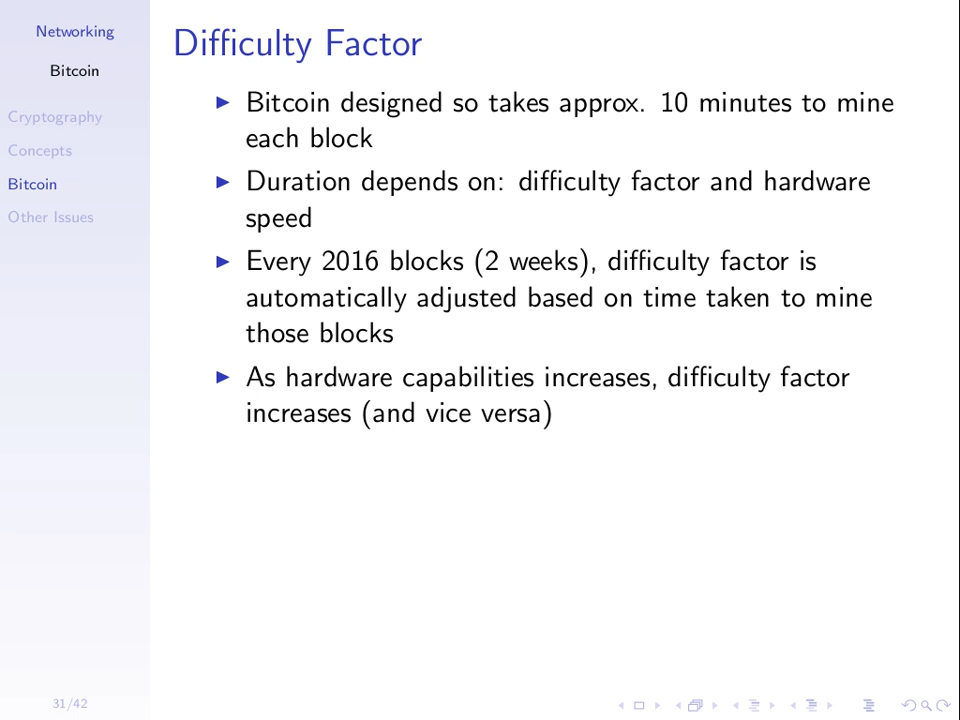 Networking
Bitcoin
Cryptography
Concepts
Bitcoin
Other Issues
31/42
Difficulty Factor
Bitcoin designed so takes approx. 10 minutes to mine
each block
Duration depends on: difficulty factor and hardware
speed
Every 2016 blocks (2 weeks), difficulty factor is
automatically adjusted based on time taken to mine
those blocks
As hardware capabilities increases, difficulty factor
increases (and vice versa)